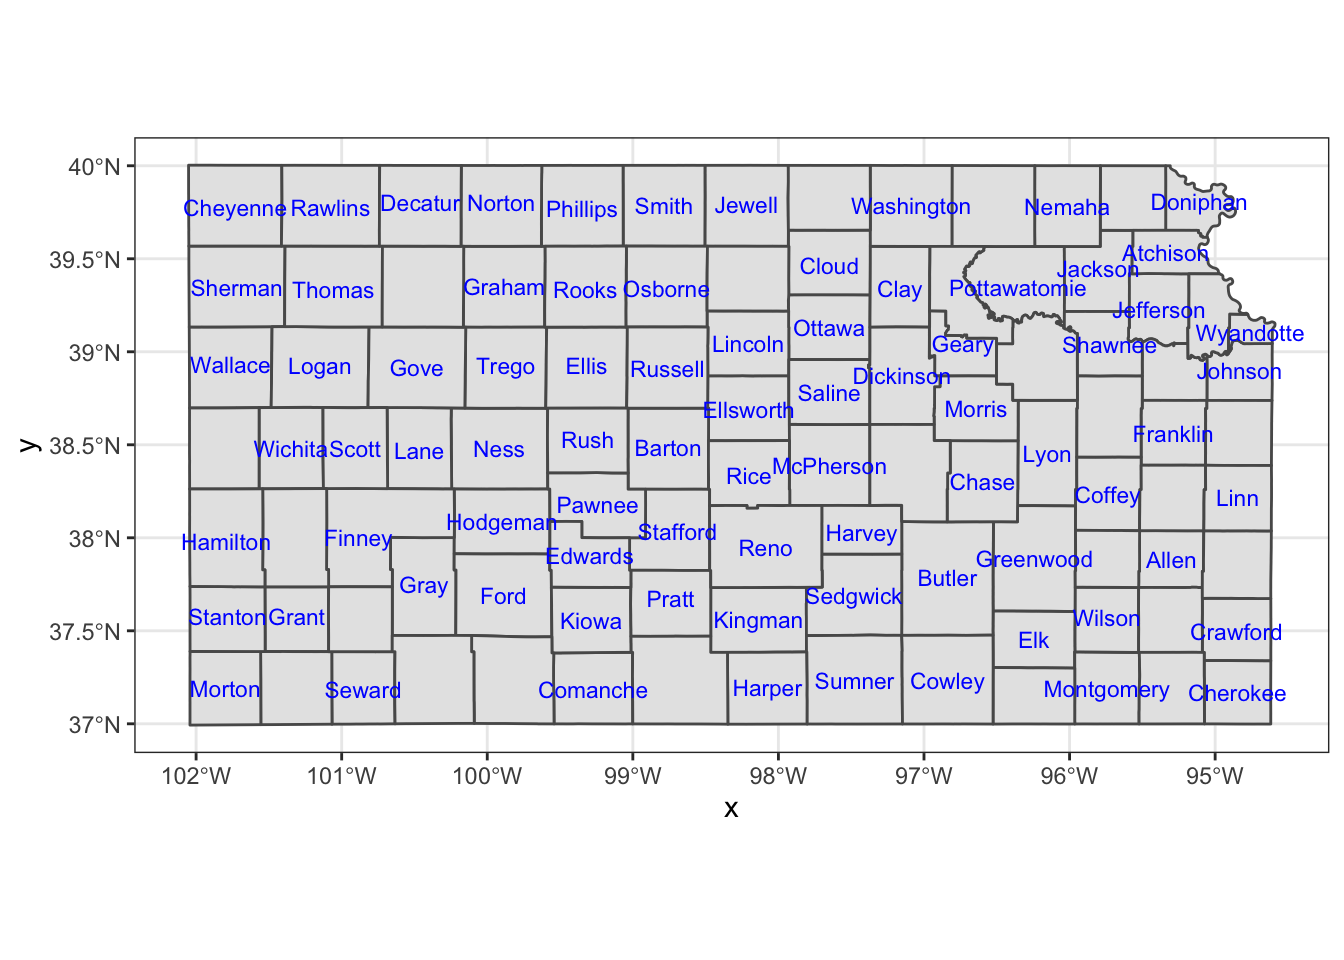 40°N
39.5°N
39°N
38.5°N
38°N
37.5°N
37°N
y
Cheyenne Rawlins Decatur Norton Phillips Smith Jewell Washington Nemaha Doniphan
Atchison
Sherman Thomas Graham Rooks Osborne Cloud Clay Pottawatomie Jackson
Jefferson
Ottawa
Wyandotte
Lincoln Geary Shawnee
Wallace Logan Gove Trego Ellis Russell Dickinson Johnson
Saline
Ellsworth Morris
Franklin
Wichita Scott Lane Ness Rush Barton Lyon
Rice McPherson Chase
Coffey Linn
Pawnee
Hodgeman
Hamilton Finney Stafford Reno Harvey
Edwards Greenwood Allen
Gray Ford Pratt Sedgwick Butler
Stanton Grant Kiowa Kingman Wilson
Elk Crawford
Morton Seward Comanche Harper Sumner Cowley Montgomery Cherokee
102°W 101°W 100°W 99°W 98°W 97°W 96°W 95°W
x